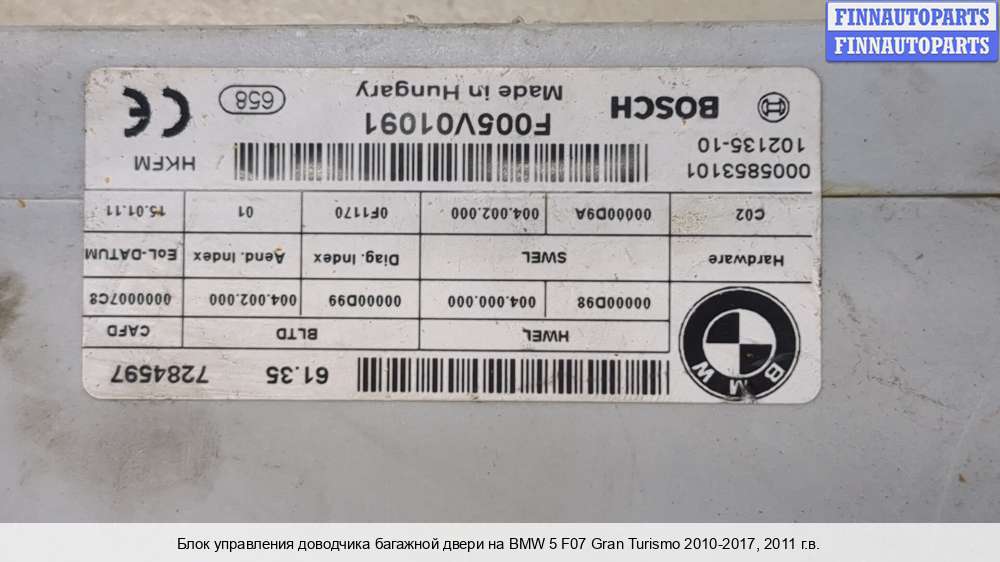 FINNAUTOPARTS
FINNAUTOPARTS
BMW
61.35 7284597
HWEL BLTD CAFD
00000D98 004.000.000 00000D99 004.002.000 000007C8
Hardware SWEL Diag. Index Aend. Index EoL-DATUM
C02 00000D9A 004.002.000 0F1170 01 15.01.11
0005853101 HKFM
102135-10
F005V01091
BOSCH
Made in Hungary
658
CE
Блок управления доводчика багажной двери на BMW 5 F07 Gran Turismo 2010-2017, 2011 г.в.